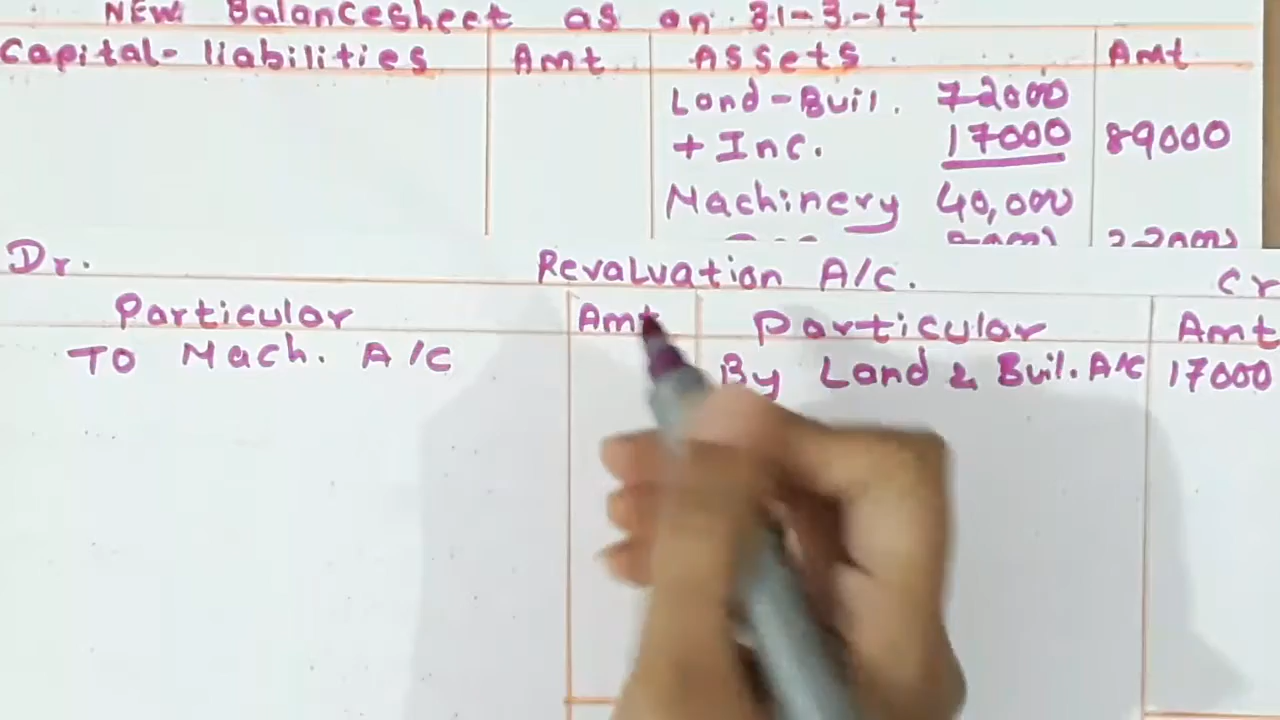 NEW Balancesheet as on 31-3-17
Capital-liabilities Amt Assets Amt
Land-Buil. 72000
+ Inc. 17000 89000
Machinery 40,000
Dr. Revaluation A/C. Cr
Particular Amt Particular Amt
To Mach. A/C By Land & Buil. A/C 17000